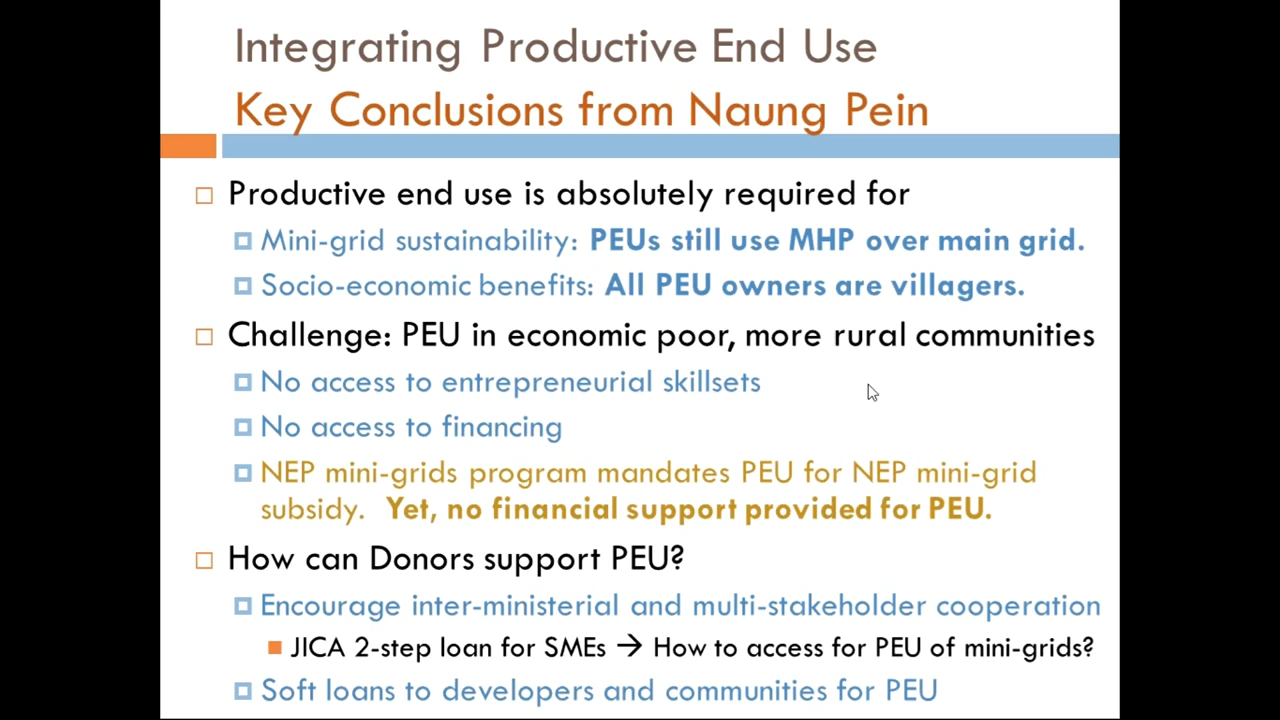 Integrating Productive End Use
Key Conclusions from Naung Pein
Productive end use is absolutely required for
Mini-grid sustainability: PEUs still use MHP over main grid.
Socio-economic benefits: All PEU owners are villagers.
Challenge: PEU in economic poor, more rural communities
No access to entrepreneurial skillsets
No access to financing
NEP mini-grids program mandates PEU for NEP mini-grid
subsidy. Yet, no financial support provided for PEU.
How can Donors support PEU?
Encourage inter-ministerial and multi-stakeholder cooperation
JICA 2-step loan for SMEs → How to access for PEU of mini-grids?
Soft loans to developers and communities for PEU